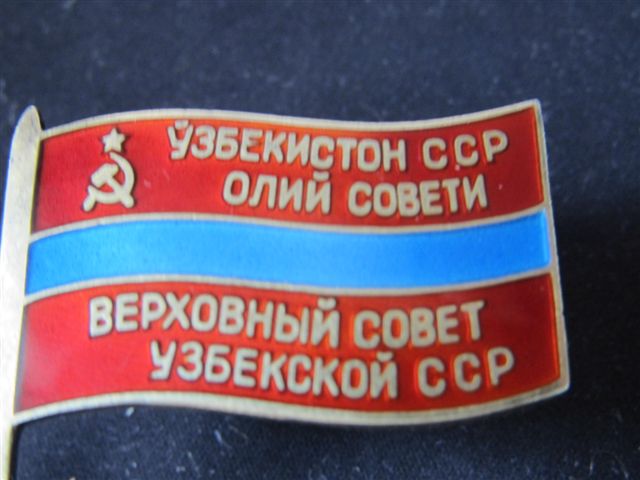 ЎЗБЕКИСТОН ССР
ОЛИЙ СОВЕТИ
ВЕРХОВНЫЙ СОВЕТ
УЗБЕКСКОЙ ССР